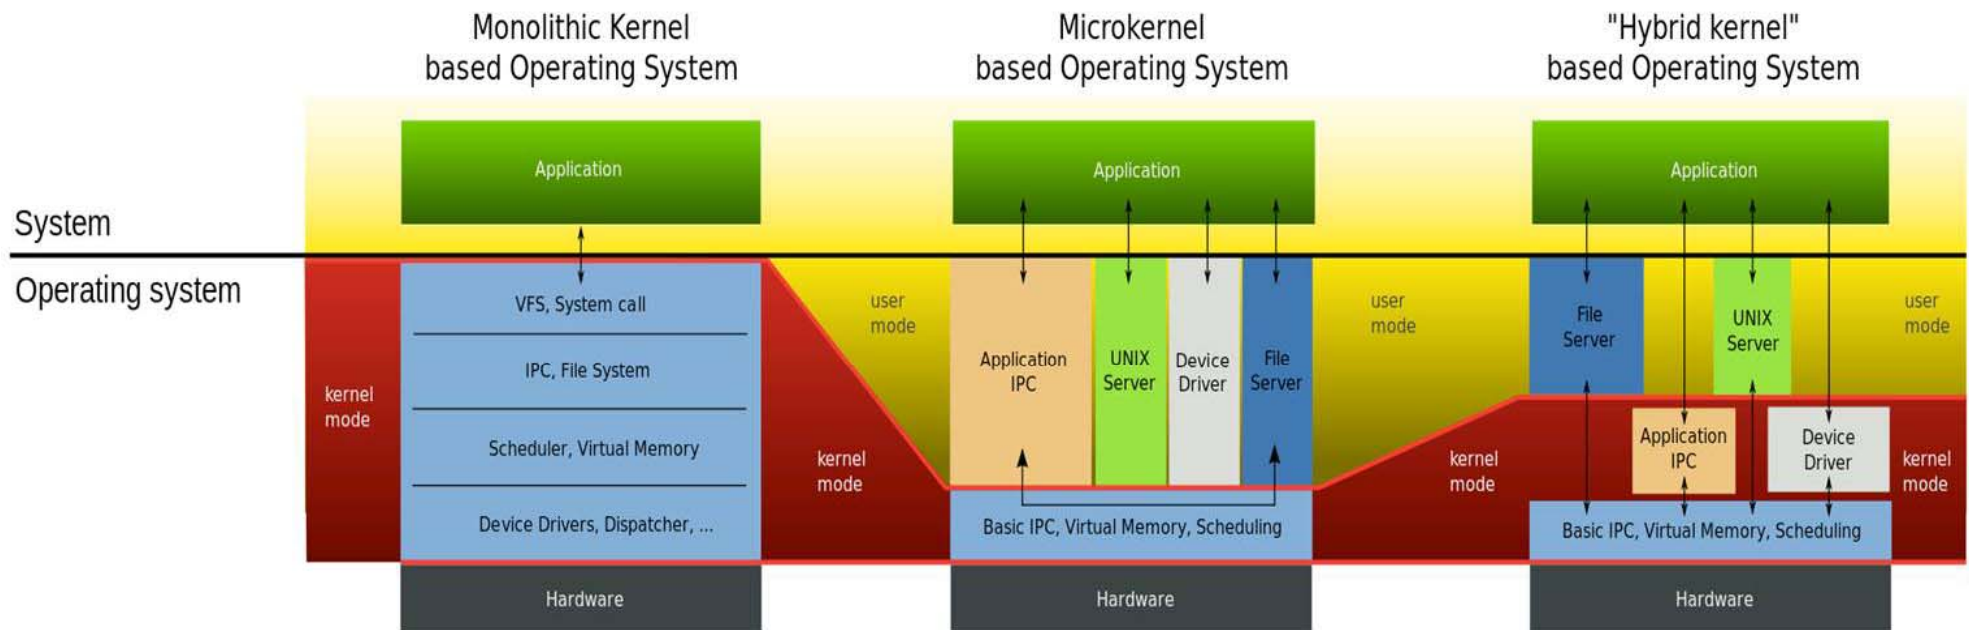 Monolithic Kernel
based Operating System
Microkernel
based Operating System
"Hybrid kernel"
based Operating System
System
Operating system
Application
VFS, System call
IPC, File System
Scheduler, Virtual Memory
Device Drivers, Dispatcher, ...
Hardware
kernel
mode
kernel
mode
user
mode
Application
Application
IPC
UNIX
Server
Device
Driver
File
Server
Basic IPC, Virtual Memory, Scheduling
Hardware
user
mode
kernel
mode
Application
File
Server
UNIX
Server
Application
IPC
Device
Driver
Basic IPC, Virtual Memory, Scheduling
Hardware
user
mode
kernel
mode